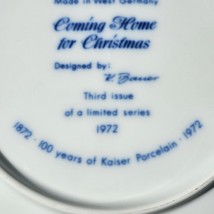 Made in West Germany
Coming Home
for Christmas
Designed by:
K. Bauer
Third issue
of a limited series
1972
1872 - 100 years of Kaiser Porcelain - 1972